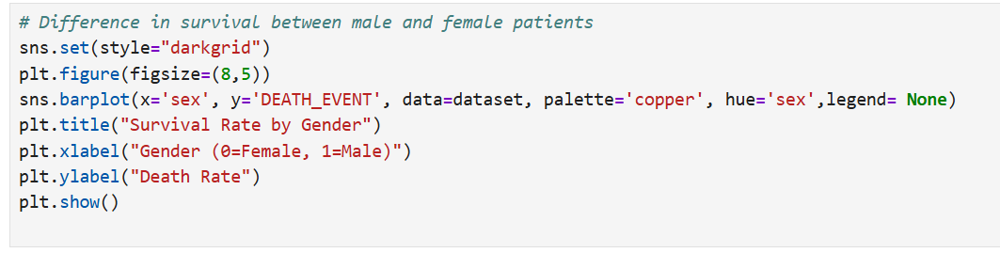 # Difference in survival between male and female patients
sns.set(style="darkgrid")
plt.figure(figsize=(8,5))
sns.barplot(x='sex', y='DEATH_EVENT', data=dataset, palette='copper', hue='sex',legend= None)
plt.title("Survival Rate by Gender")
plt.xlabel("Gender (0=Female, 1=Male)")
plt.ylabel("Death Rate")
plt.show()